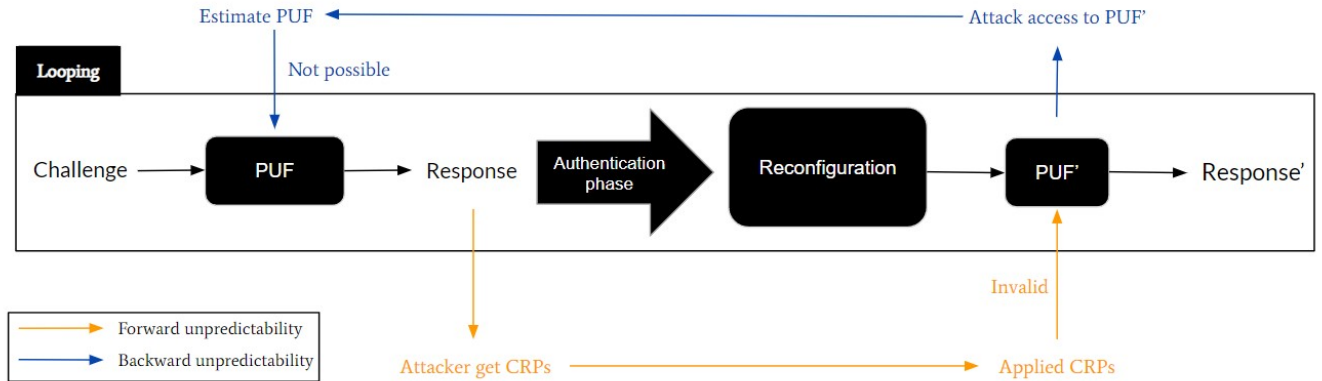 Estimate PUF
Attack access to PUF'
Looping
Not possible
Challenge
PUF
Response
Authentication
phase
Reconfiguration
PUF'
Response'
Invalid
Forward unpredictability
Backward unpredictability
Attacker get CRPs
Applied CRPs